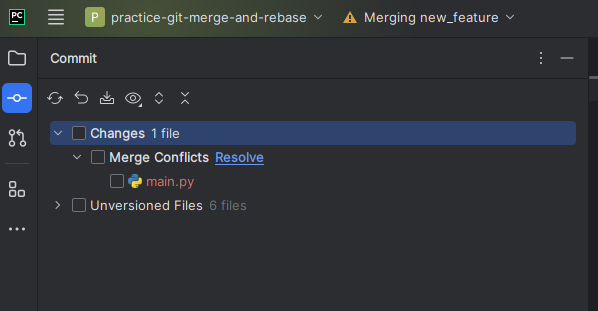 PC P practice-git-merge-and-rebase Merging new_feature
Commit
Changes 1 file
Merge Conflicts Resolve
main.py
Unversioned Files 6 files